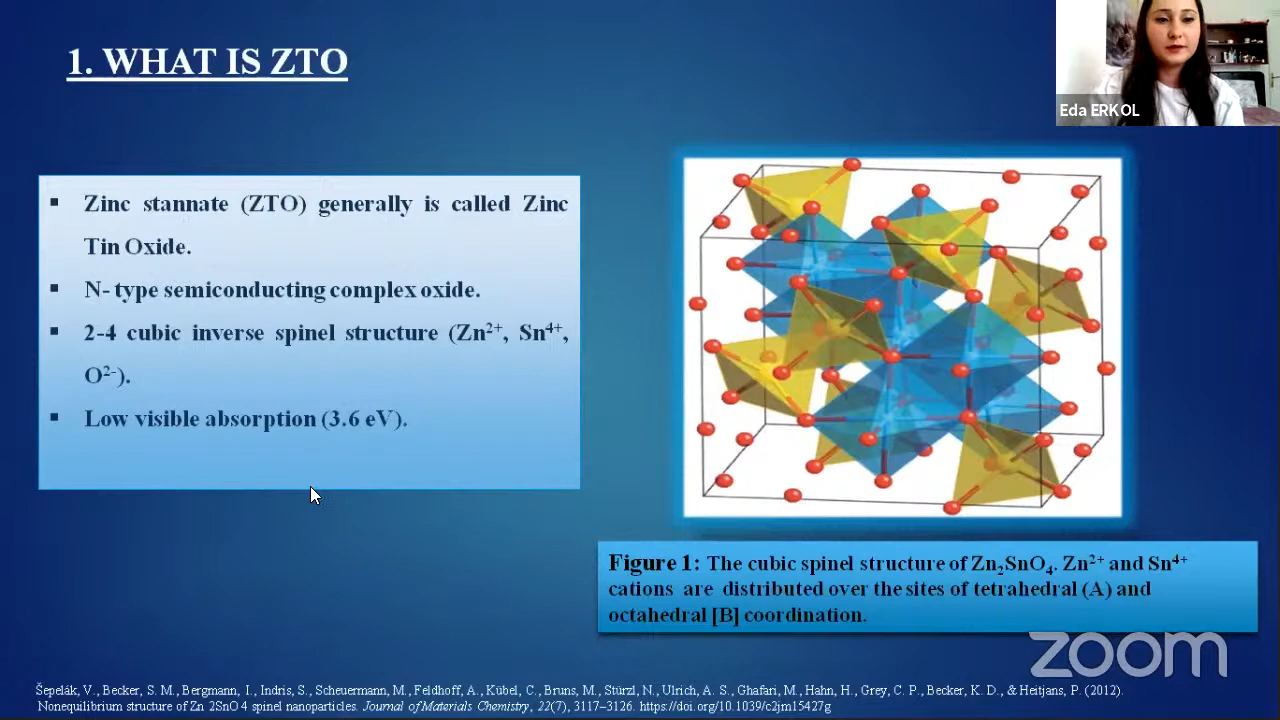 1. WHAT IS ZTO
Eda ERKOL
▪ Zinc stannate (ZTO) generally is called Zinc
Tin Oxide.
▪ N- type semiconducting complex oxide.
▪ 2-4 cubic inverse spinel structure (Zn²⁺, Sn⁴⁺,
O²⁻).
▪ Low visible absorption (3.6 eV).
Figure 1: The cubic spinel structure of Zn₂SnO₄. Zn²⁺ and Sn⁴⁺
cations are distributed over the sites of tetrahedral (A) and
octahedral [B] coordination.
zoom
Šepelák, V., Becker, S. M., Bergmann, I., Indris, S., Scheuermann, M., Feldhoff, A., Kübel, C., Bruns, M., Stürzl, N., Ulrich, A. S., Ghafari, M., Hahn, H., Grey, C. P., Becker, K. D., & Heitjans, P. (2012).
Nonequilibrium structure of Zn 2SnO 4 spinel nanoparticles. Journal of Materials Chemistry, 22(7), 3117–3126. https://doi.org/10.1039/c2jm15427g